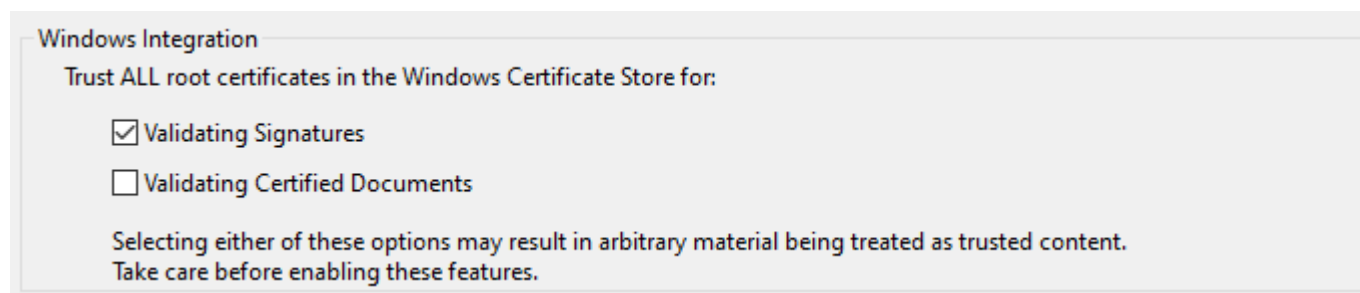 Windows Integration
Trust ALL root certificates in the Windows Certificate Store for:
Validating Signatures
Validating Certified Documents
Selecting either of these options may result in arbitrary material being treated as trusted content.
Take care before enabling these features.